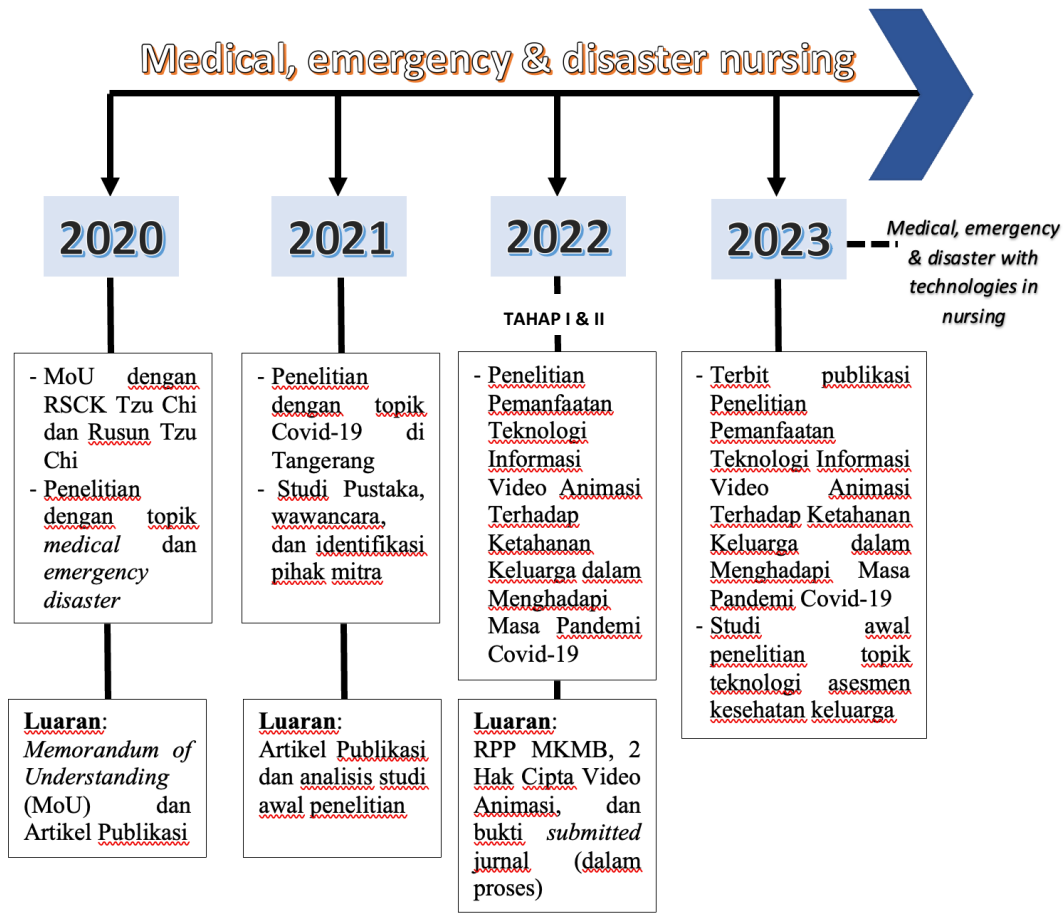 Medical, emergency & disaster nursing
2020
2021
2022
2023
Medical, emergency
& disaster with
technologies in
nursing
TAHAP I & II
- MoU dengan
RSCK Tzu Chi
dan Rusun Tzu
Chi
- Penelitian
dengan topik
medical dan
emergency
disaster
Luaran:
Memorandum of
Understanding
(MoU) dan
Artikel Publikasi
- Penelitian
dengan topik
Covid-19 di
Tangerang
- Studi Pustaka,
wawancara,
dan identifikasi
pihak mitra
Luaran:
Artikel Publikasi
dan analisis studi
awal penelitian
- Penelitian
Pemanfaatan
Teknologi
Informasi
Video Animasi
Terhadap
Ketahanan
Keluarga dalam
Menghadapi
Masa Pandemi
Covid-19
Luaran:
RPP MKMB, 2
Hak Cipta Video
Animasi, dan
bukti submitted
jurnal (dalam
proses)
- Terbit publikasi
Penelitian
Pemanfaatan
Teknologi Informasi
Video Animasi
Terhadap Ketahanan
Keluarga dalam
Menghadapi Masa
Pandemi Covid-19
- Studi awal
penelitian topik
teknologi asesmen
kesehatan keluarga